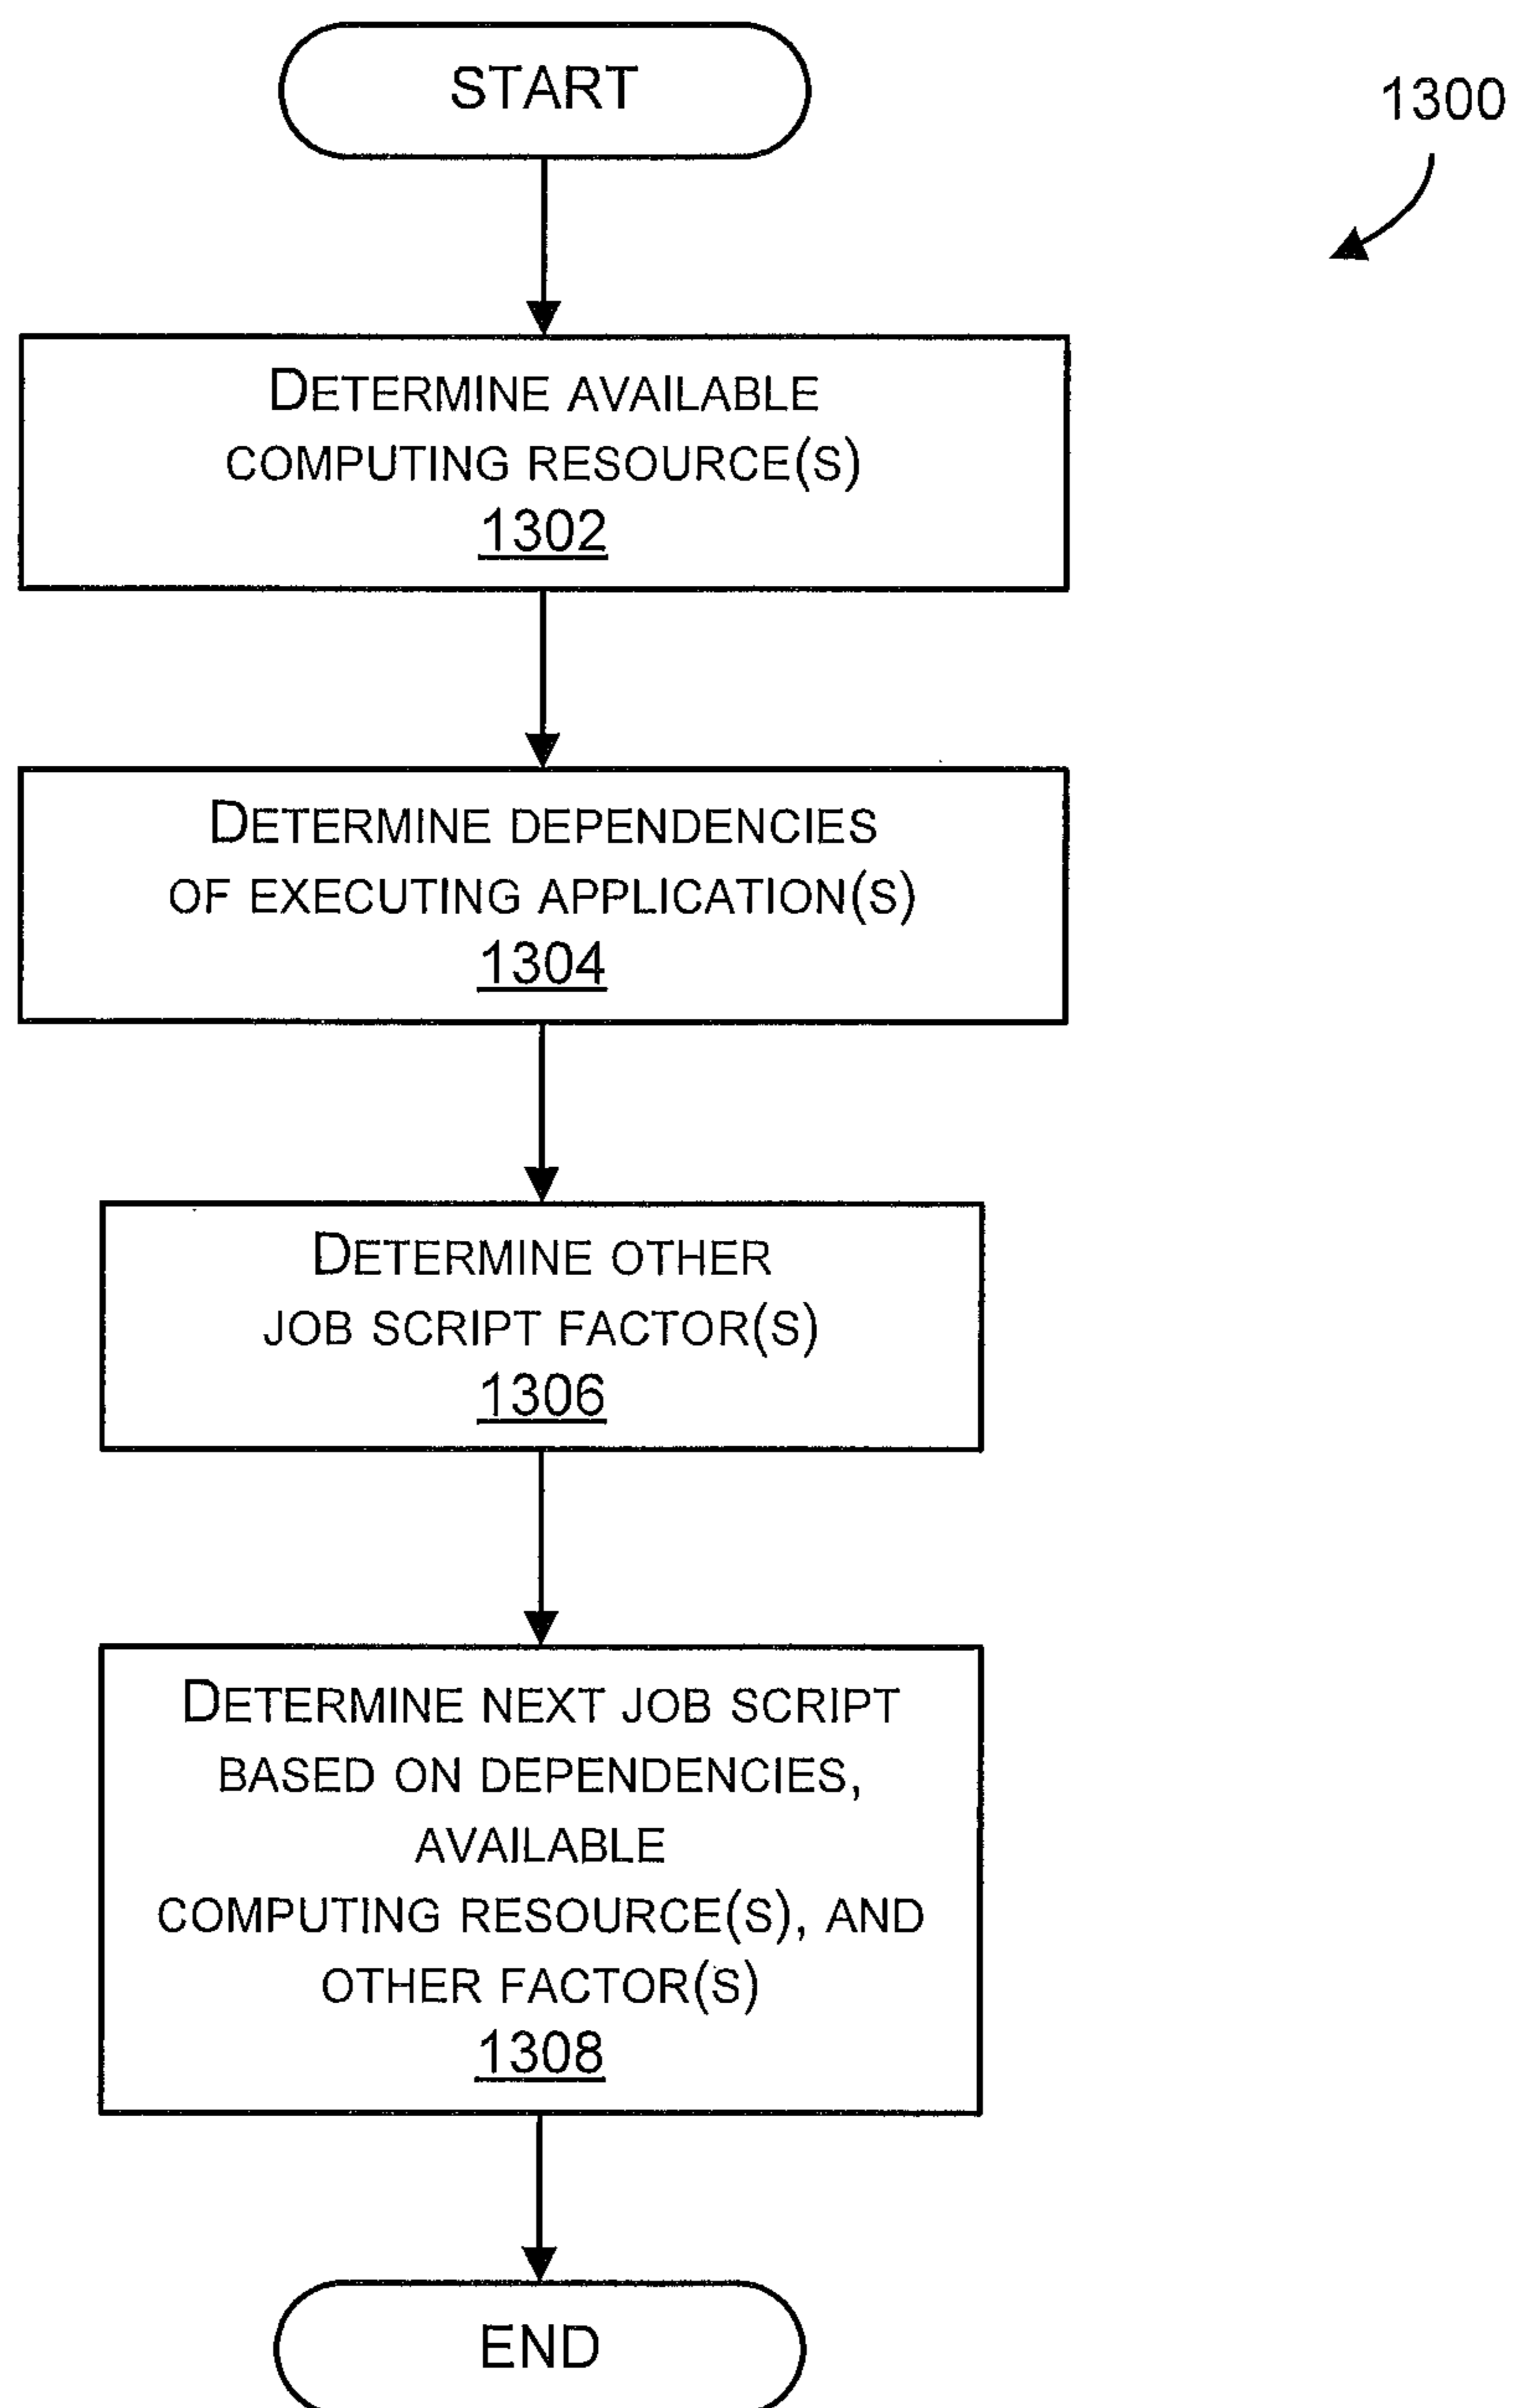 START
1300
DETERMINE AVAILABLE
COMPUTING RESOURCE(S)
1302
DETERMINE DEPENDENCIES
OF EXECUTING APPLICATION(S)
1304
DETERMINE OTHER
JOB SCRIPT FACTOR(S)
1306
DETERMINE NEXT JOB SCRIPT
BASED ON DEPENDENCIES,
AVAILABLE
COMPUTING RESOURCE(S), AND
OTHER FACTOR(S)
1308
END